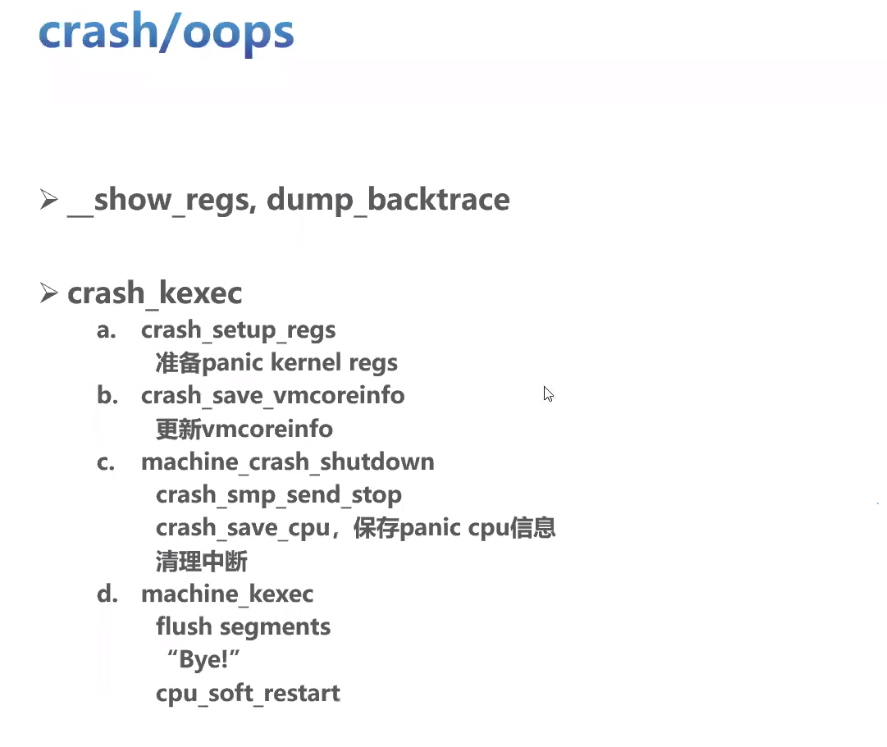 crash/oops
➢ __show_regs, dump_backtrace
➢ crash_kexec
a. crash_setup_regs
准备panic kernel regs
b. crash_save_vmcoreinfo
更新vmcoreinfo
c. machine_crash_shutdown
crash_smp_send_stop
crash_save_cpu，保存panic cpu信息
清理中断
d. machine_kexec
flush segments
“Bye!”
cpu_soft_restart